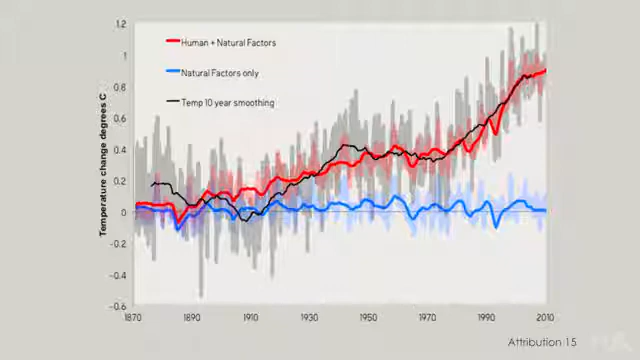 1.2
1
0.8
0.6
0.4
0.2
0
-0.2
-0.4
-0.6
Temperature change degrees C
Human + Natural Factors
Natural Factors only
Temp 10 year smoothing
1870 1890 1910 1930 1950 1970 1990 2010
Attribution 15